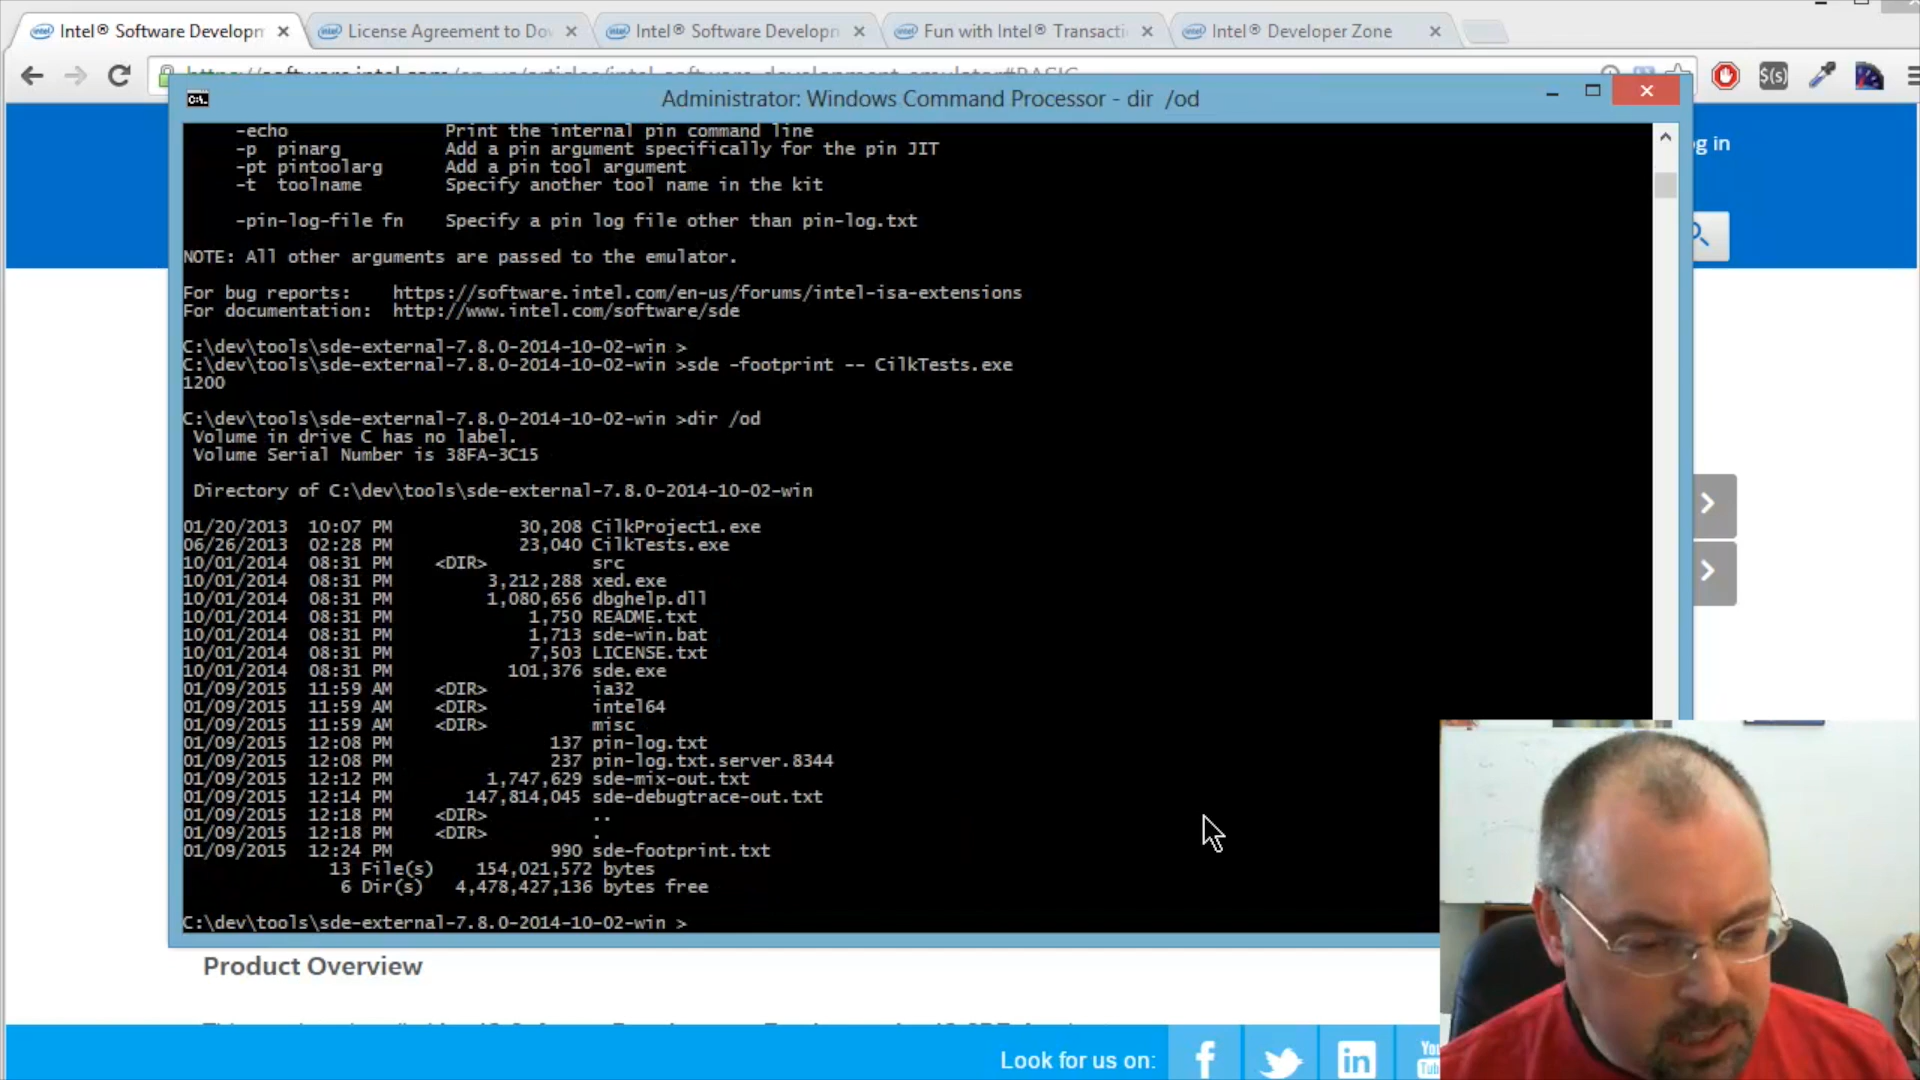 Intel® Software Developm
License Agreement to Dov
Intel® Software Developn
Fun with Intel® Transacti
Intel® Developer Zone
https://software.intel.com/en-us/articles/intel-software-development-emulator#BASIC
$(s)
Administrator: Windows Command Processor - dir  /od
-echo Print the internal pin command line
-p pinarg Add a pin argument specifically for the pin JIT
-pt pintoolarg Add a pin tool argument
-t toolname Specify another tool name in the kit
-pin-log-file fn Specify a pin log file other than pin-log.txt
NOTE: All other arguments are passed to the emulator.
For bug reports: https://software.intel.com/en-us/forums/intel-isa-extensions
For documentation: http://www.intel.com/software/sde
C:\dev\tools\sde-external-7.8.0-2014-10-02-win >
C:\dev\tools\sde-external-7.8.0-2014-10-02-win >sde -footprint -- CilkTests.exe
1200
C:\dev\tools\sde-external-7.8.0-2014-10-02-win >dir /od
Volume in drive C has no label.
Volume Serial Number is 38FA-3C15
Directory of C:\dev\tools\sde-external-7.8.0-2014-10-02-win
01/20/2013 10:07 PM 30,208 CilkProject1.exe
06/26/2013 02:28 PM 23,040 CilkTests.exe
10/01/2014 08:31 PM <DIR> src
10/01/2014 08:31 PM 3,212,288 xed.exe
10/01/2014 08:31 PM 1,080,656 dbghelp.dll
10/01/2014 08:31 PM 1,750 README.txt
10/01/2014 08:31 PM 1,713 sde-win.bat
10/01/2014 08:31 PM 7,503 LICENSE.txt
10/01/2014 08:31 PM 101,376 sde.exe
01/09/2015 11:59 AM <DIR> ia32
01/09/2015 11:59 AM <DIR> intel64
01/09/2015 11:59 AM <DIR> misc
01/09/2015 12:08 PM 137 pin-log.txt
01/09/2015 12:08 PM 237 pin-log.txt.server.8344
01/09/2015 12:12 PM 1,747,629 sde-mix-out.txt
01/09/2015 12:14 PM 147,814,045 sde-debugtrace-out.txt
01/09/2015 12:18 PM <DIR> ..
01/09/2015 12:18 PM <DIR> .
01/09/2015 12:24 PM 990 sde-footprint.txt
13 File(s) 154,021,572 bytes
6 Dir(s) 4,478,427,136 bytes free
C:\dev\tools\sde-external-7.8.0-2014-10-02-win >
g in
Product Overview
Look for us on:
You